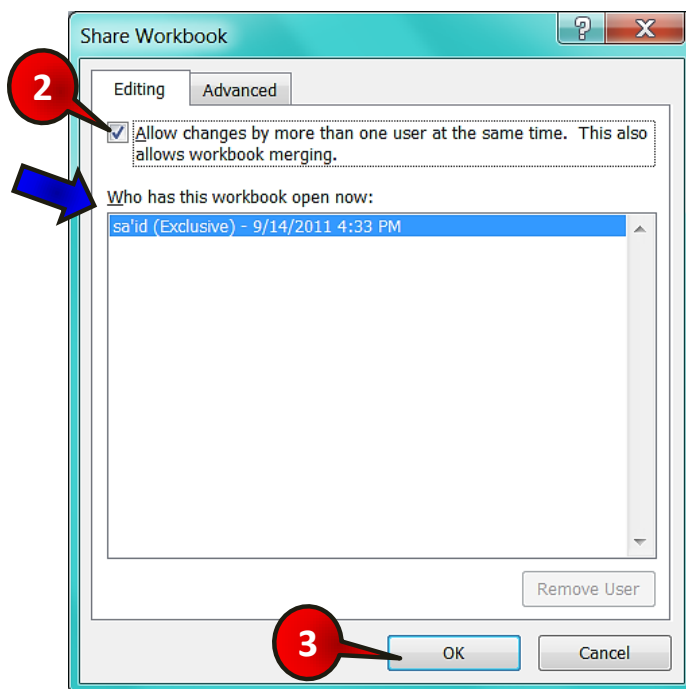 Share Workbook
?
X
2
Editing
Advanced
Allow changes by more than one user at the same time. This also
allows workbook merging.
Who has this workbook open now:
sa'id (Exclusive) - 9/14/2011 4:33 PM
Remove User
3
OK
Cancel